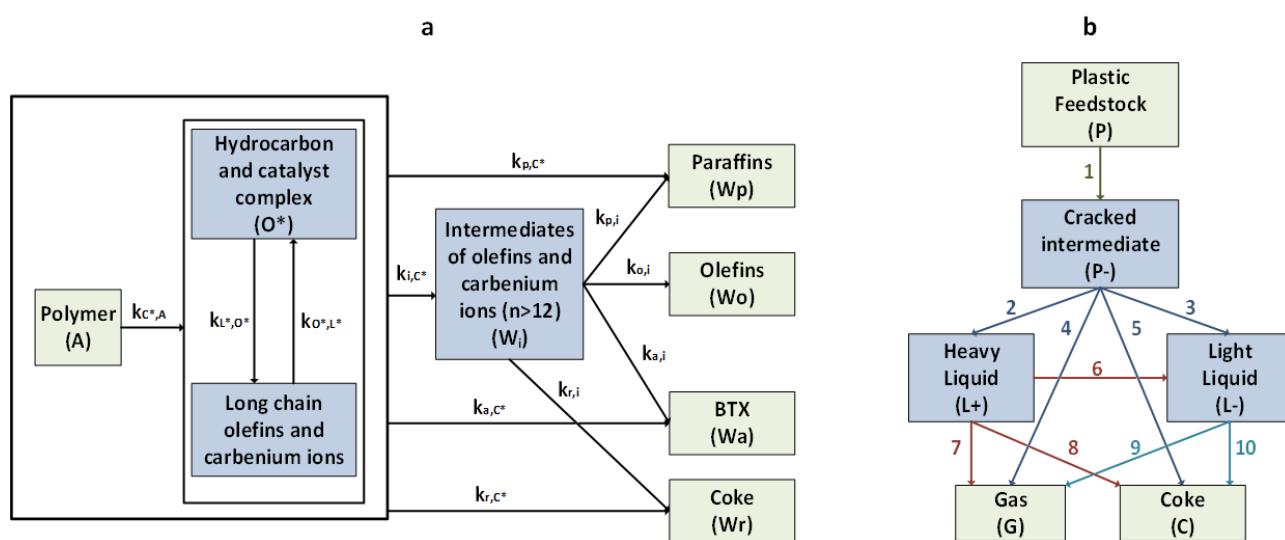 a
Polymer
(A)
kC*,A
Hydrocarbon
and catalyst
complex
(O*)
kL*,O*
kO*,L*
Long chain
olefins and
carbenium ions
kp,C*
ki,C*
ka,C*
kr,C*
Intermediates
of olefins and
carbenium
ions (n>12)
(Wi)
kp,i
ko,i
ka,i
kr,i
Paraffins
(Wp)
Olefins
(Wo)
BTX
(Wa)
Coke
(Wr)
b
Plastic
Feedstock
(P)
1
Cracked
intermediate
(P-)
2
4
5
3
Heavy
Liquid
(L+)
6
Light
Liquid
(L-)
7
8
9
10
Gas
(G)
Coke
(C)